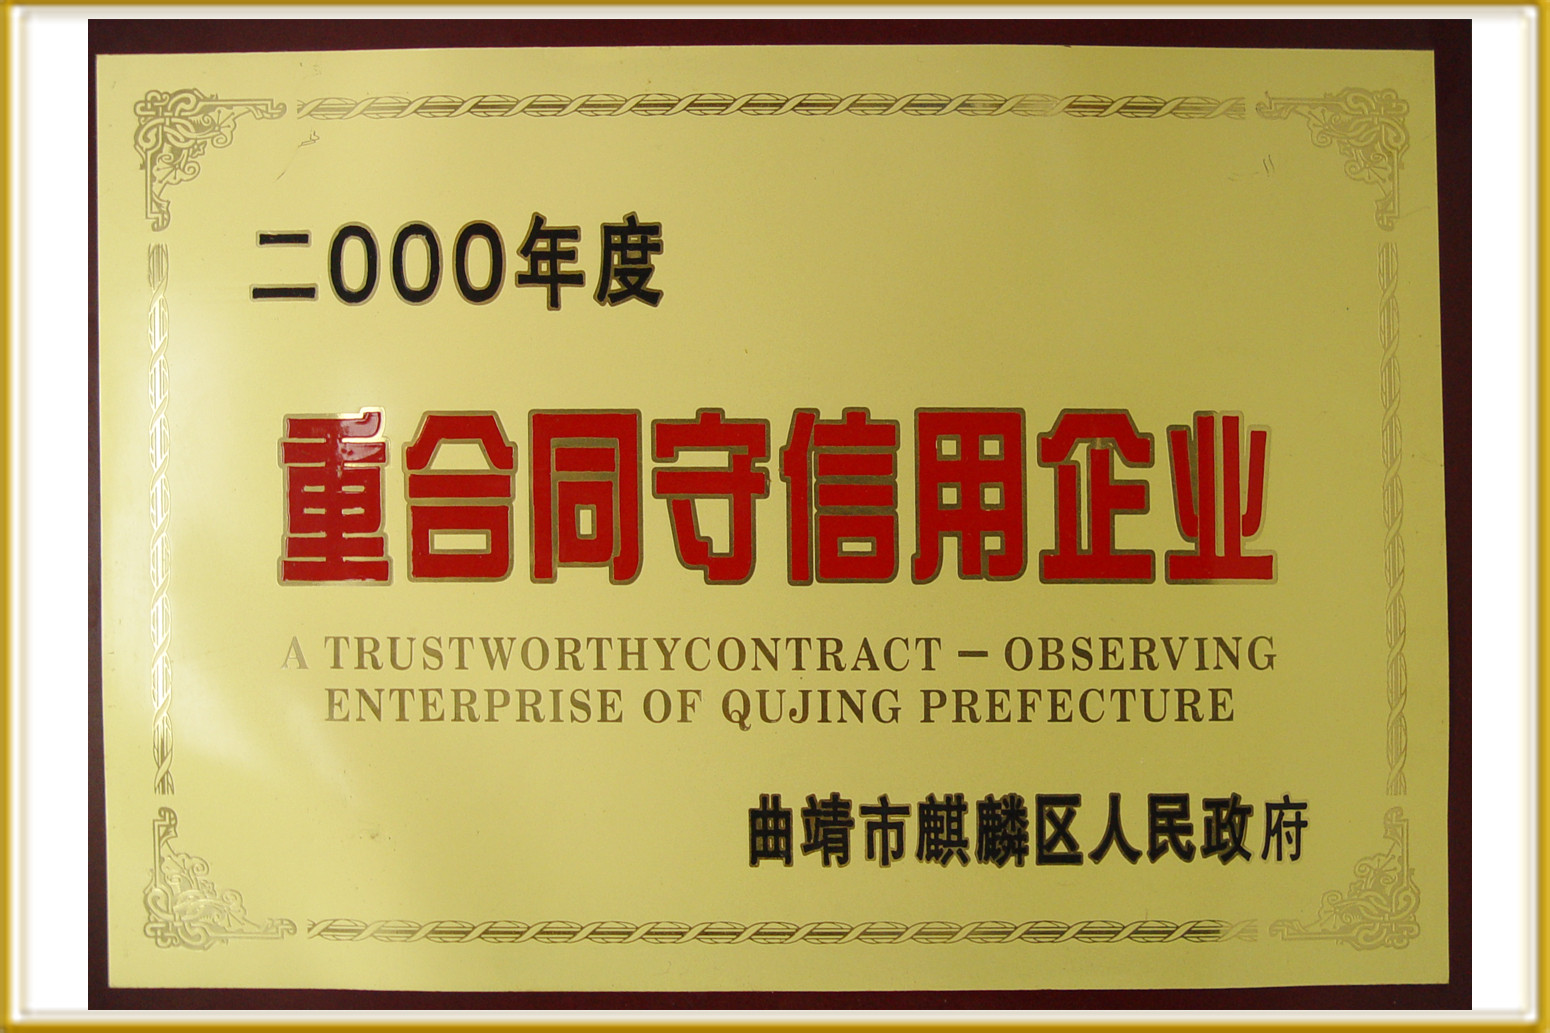 二000年度
重合同守信用企业
A TRUSTWORTHYCONTRACT — OBSERVING
ENTERPRISE OF QUJING PREFECTURE
曲靖市麒麟区人民政府